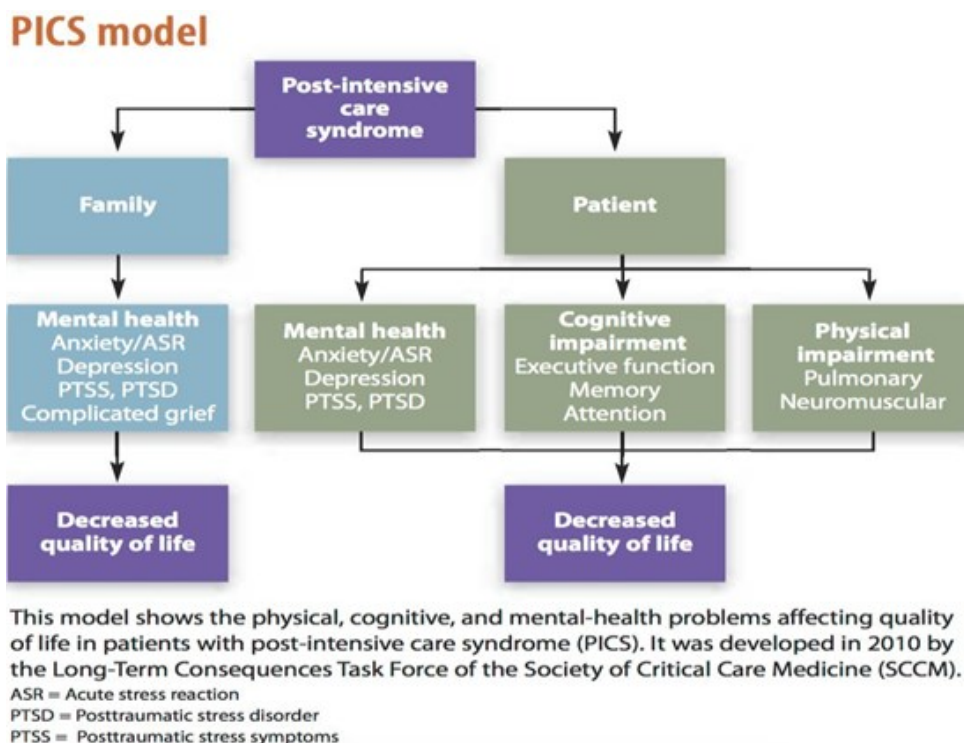 PICS model
Post-intensive
care
syndrome
Family
Patient
Mental health
Anxiety/ASR
Depression
PTSS, PTSD
Complicated grief
Mental health
Anxiety/ASR
Depression
PTSS, PTSD
Cognitive
impairment
Executive function
Memory
Attention
Physical
impairment
Pulmonary
Neuromuscular
Decreased
quality of life
Decreased
quality of life
This model shows the physical, cognitive, and mental-health problems affecting quality
of life in patients with post-intensive care syndrome (PICS). It was developed in 2010 by
the Long-Term Consequences Task Force of the Society of Critical Care Medicine (SCCM).
ASR = Acute stress reaction
PTSD = Posttraumatic stress disorder
PTSS = Posttraumatic stress symptoms